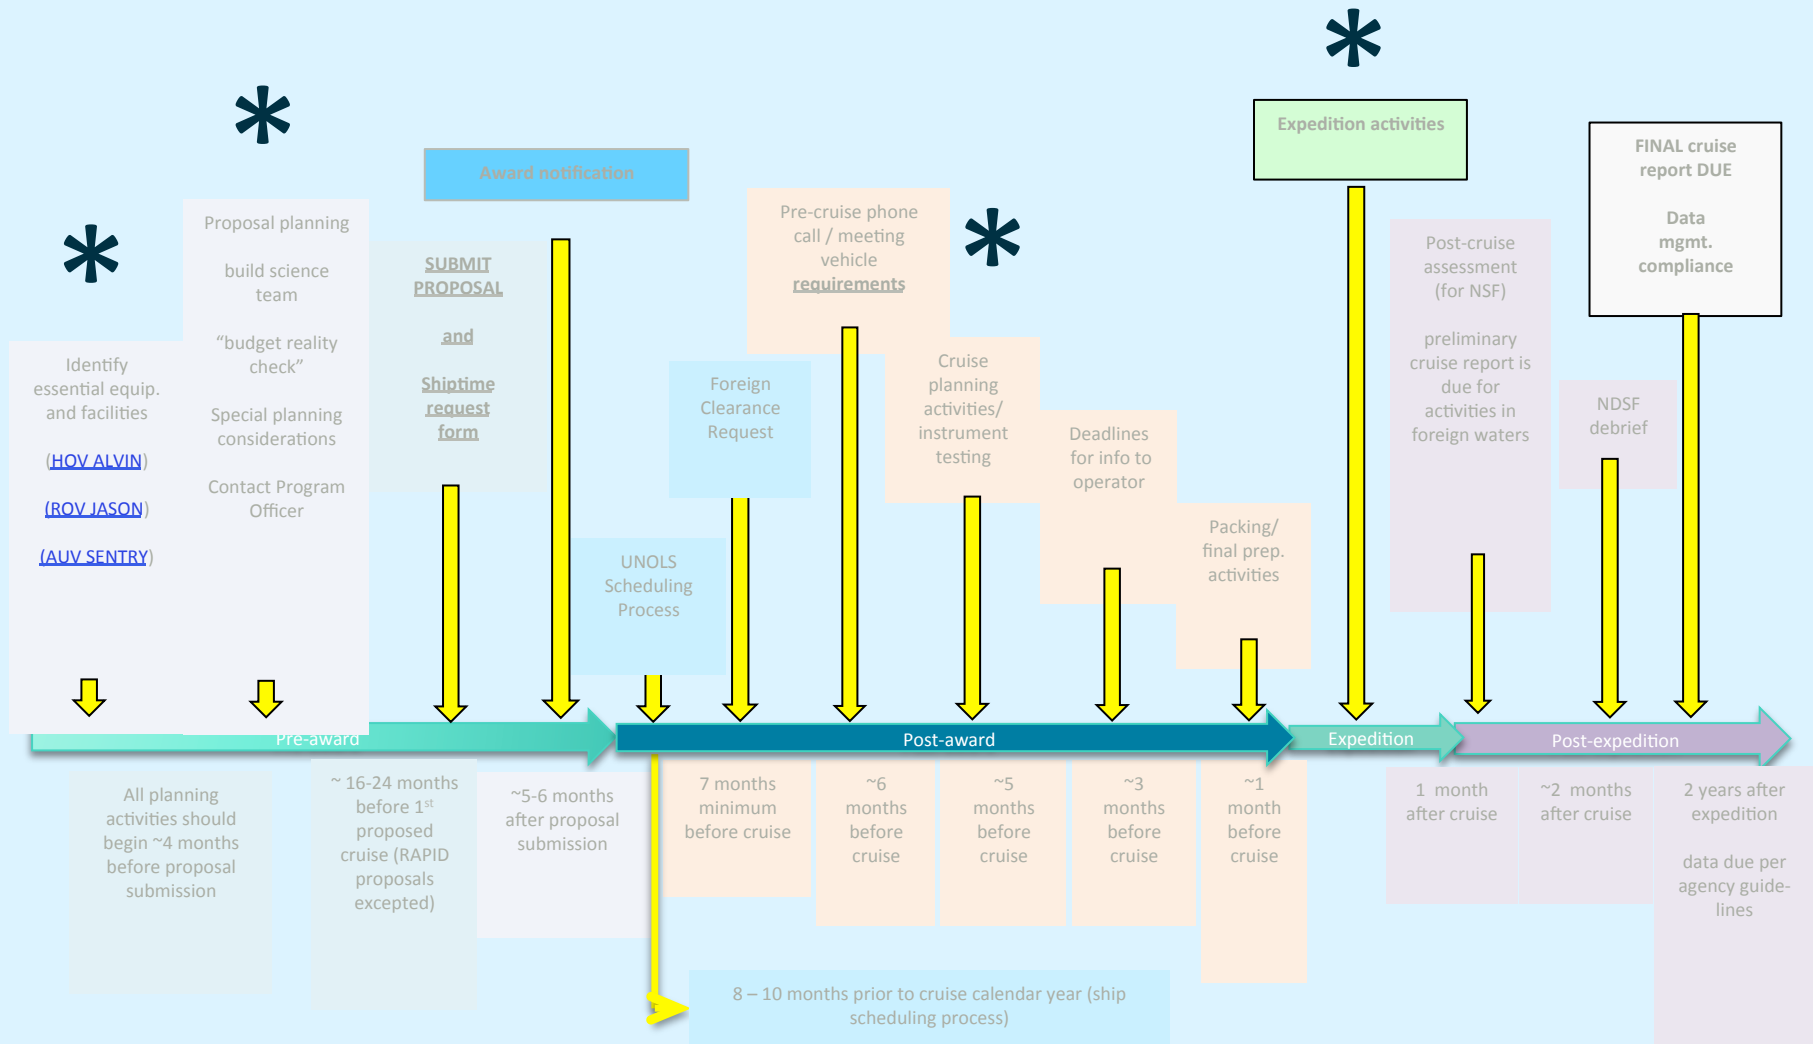 *
*
*
*
Identify
essential equip.
and facilities
(HOV ALVIN)
(ROV JASON)
(AUV SENTRY)
Proposal planning
build science
team
“budget reality
check”
Special planning
considerations
Contact Program
Officer
SUBMIT
PROPOSAL
and
Shiptime
request
form
Award notification
UNOLS
Scheduling
Process
Foreign
Clearance
Request
Pre-cruise phone
call / meeting
vehicle
requirements
Cruise
planning
activities/
instrument
testing
Deadlines
for info to
operator
Packing/
final prep.
activities
Expedition activities
Post-cruise
assessment
(for NSF)
preliminary
cruise report is
due for
activities in
foreign waters
NDSF
debrief
FINAL cruise
report DUE
Data
mgmt.
compliance
Pre-award
Post-award
Expedition
Post-expedition
All planning
activities should
begin ~4 months
before proposal
submission
~ 16-24 months
before 1st
proposed
cruise (RAPID
proposals
excepted)
~5-6 months
after proposal
submission
7 months
minimum
before cruise
~6
months
before
cruise
~5
months
before
cruise
~3
months
before
cruise
~1
month
before
cruise
1 month
after cruise
~2 months
after cruise
2 years after
expedition
data due per
agency guide-
lines
8 – 10 months prior to cruise calendar year (ship
scheduling process)